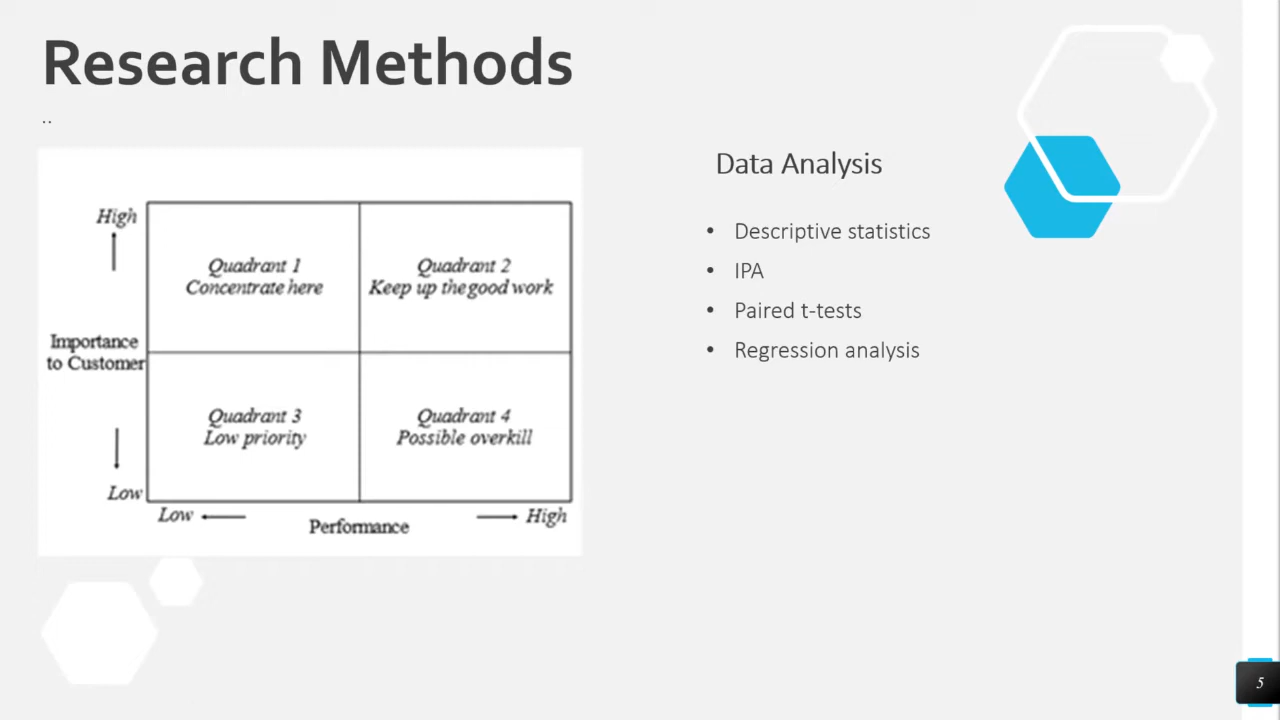 Research Methods
..
High
Quadrant 1
Concentrate here
Quadrant 2
Keep up the good work
Importance
to Customer
Quadrant 3
Low priority
Quadrant 4
Possible overkill
Low
Low
Performance
High
Data Analysis
• Descriptive statistics
• IPA
• Paired t-tests
• Regression analysis
5